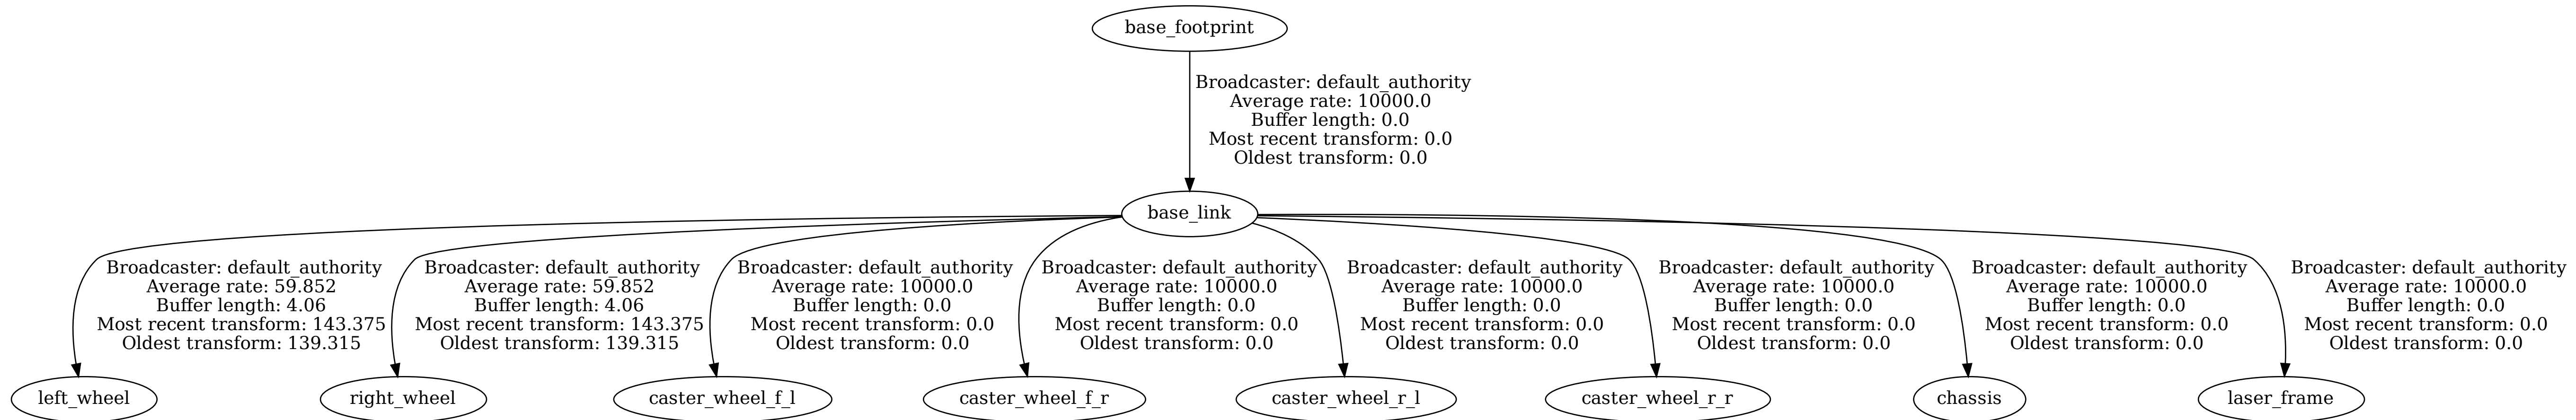 base_footprint
Broadcaster: default_authority
Average rate: 10000.0
Buffer length: 0.0
Most recent transform: 0.0
Oldest transform: 0.0
base_link
Broadcaster: default_authority
Average rate: 59.852
Buffer length: 4.06
Most recent transform: 143.375
Oldest transform: 139.315
Broadcaster: default_authority
Average rate: 59.852
Buffer length: 4.06
Most recent transform: 143.375
Oldest transform: 139.315
Broadcaster: default_authority
Average rate: 10000.0
Buffer length: 0.0
Most recent transform: 0.0
Oldest transform: 0.0
Broadcaster: default_authority
Average rate: 10000.0
Buffer length: 0.0
Most recent transform: 0.0
Oldest transform: 0.0
Broadcaster: default_authority
Average rate: 10000.0
Buffer length: 0.0
Most recent transform: 0.0
Oldest transform: 0.0
Broadcaster: default_authority
Average rate: 10000.0
Buffer length: 0.0
Most recent transform: 0.0
Oldest transform: 0.0
Broadcaster: default_authority
Average rate: 10000.0
Buffer length: 0.0
Most recent transform: 0.0
Oldest transform: 0.0
Broadcaster: default_authority
Average rate: 10000.0
Buffer length: 0.0
Most recent transform: 0.0
Oldest transform: 0.0
left_wheel
right_wheel
caster_wheel_f_l
caster_wheel_f_r
caster_wheel_r_l
caster_wheel_r_r
chassis
laser_frame